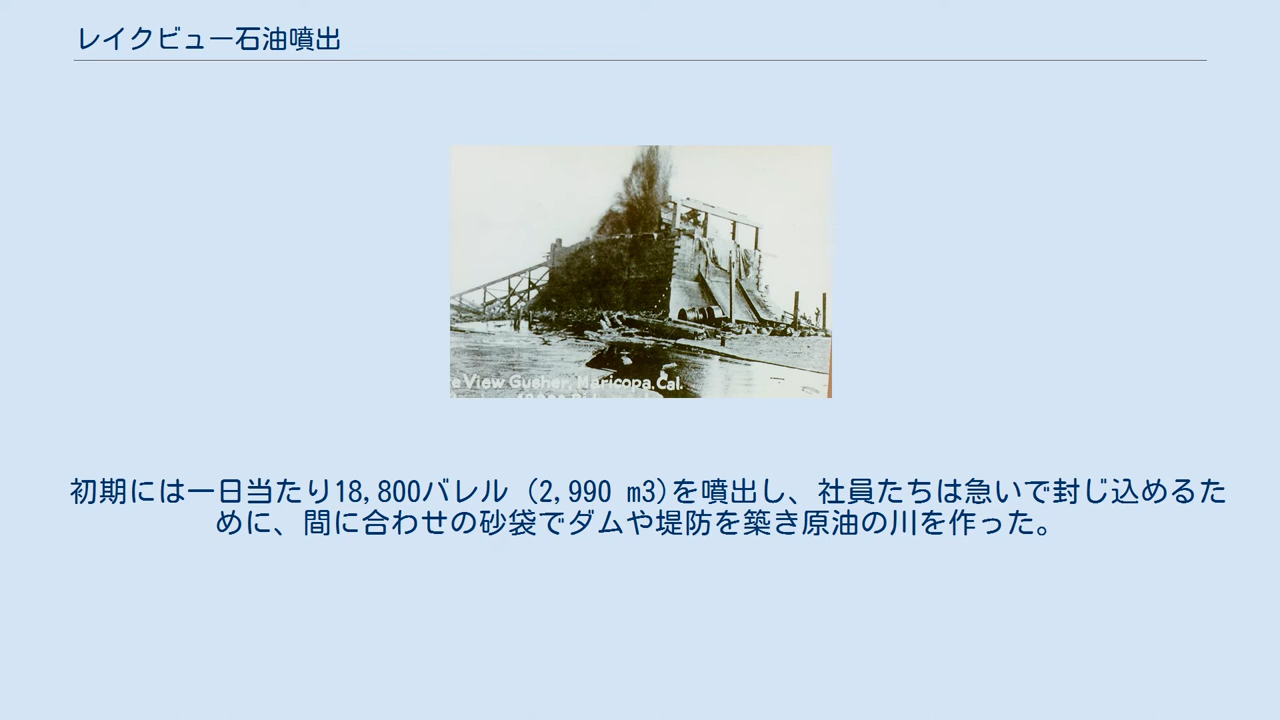 レイクビュー石油噴出
e View Gusher, Maricopa, Cal.
初期には一日当たり18,800バレル (2,990 m3)を噴出し、社員たちは急いで封じ込めるた
めに、間に合わせの砂袋でダムや堤防を築き原油の川を作った。